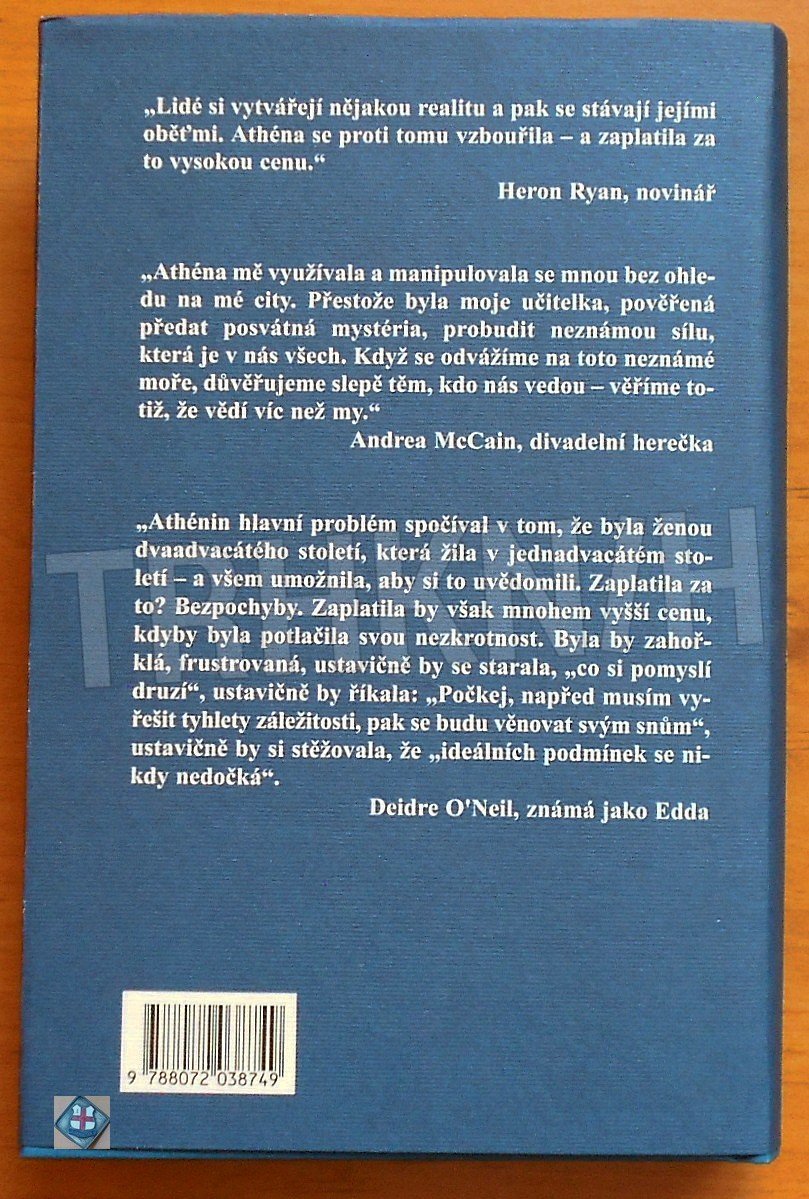 „Lidé si vytvářejí nějakou realitu a pak se stávají jejími
oběťmi. Athéna se proti tomu vzbouřila – a zaplatila za
to vysokou cenu.“
Heron Ryan, novinář
„Athéna mě využívala a manipulovala se mnou bez ohle-
du na mé city. Přestože byla moje učitelka, pověřená
předat posvátná mystéria, probudit neznámou sílu,
která je v nás všech. Když se odvážíme na toto neznámé
moře, důvěřujeme slepě těm, kdo nás vedou – věříme to-
tiž, že vědí víc než my.“
Andrea McCain, divadelní herečka
„Athénin hlavní problém spočíval v tom, že byla ženou
dvaadvacátého století, která žila v jednadvacátém sto-
letí – a všem umožnila, aby si to uvědomili. Zaplatila za
to? Bezpochyby. Zaplatila by však mnohem vyšší cenu,
kdyby byla potlačila svou nezkrotnost. Byla by zahoř-
klá, frustrovaná, ustavičně by se starala, „co si pomyslí
druzí“, ustavičně by říkala: „Počkej, napřed musím vy-
řešit tyhlety záležitosti, pak se budu věnovat svým snům“,
ustavičně by si stěžovala, že „ideálních podmínek se ni-
kdy nedočká“.
Deidre O'Neil, známá jako Edda
TRHKNIH
9 788072 038749